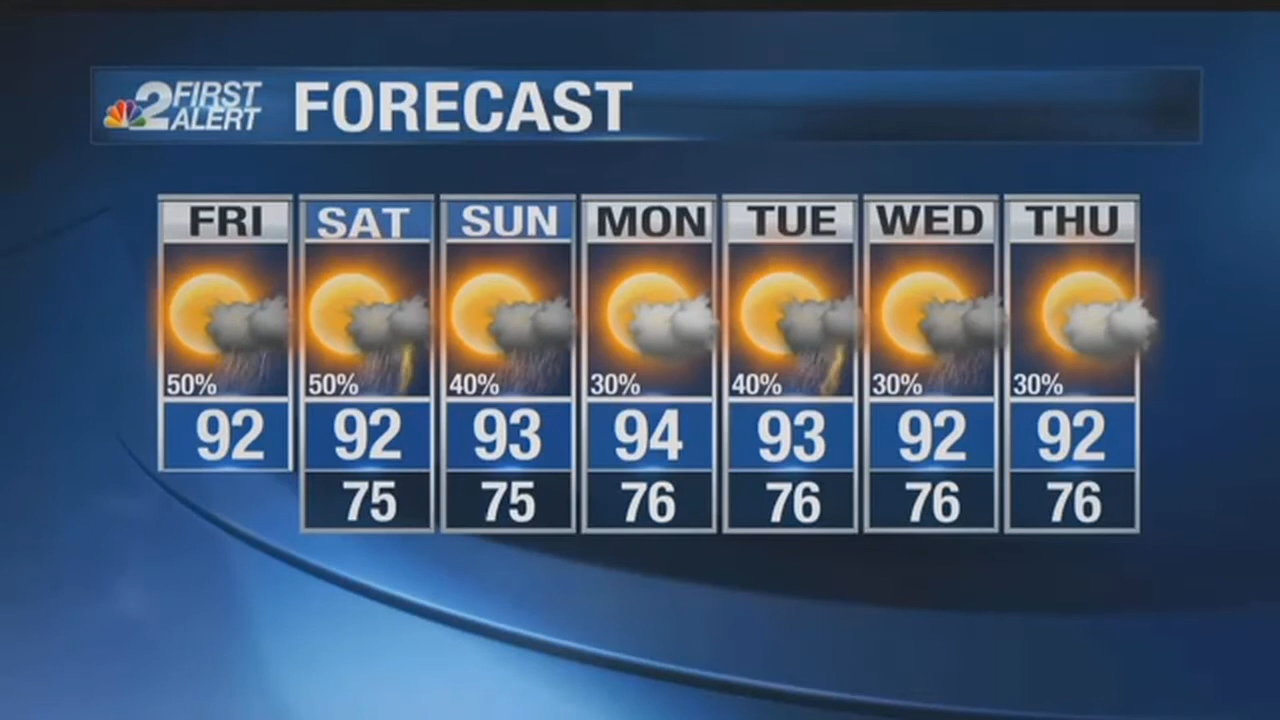 2 FIRST ALERT FORECAST
FRI SAT SUN MON TUE WED THU
50% 50% 40% 30% 40% 30% 30%
92 92 93 94 93 92 92
75 75 76 76 76 76